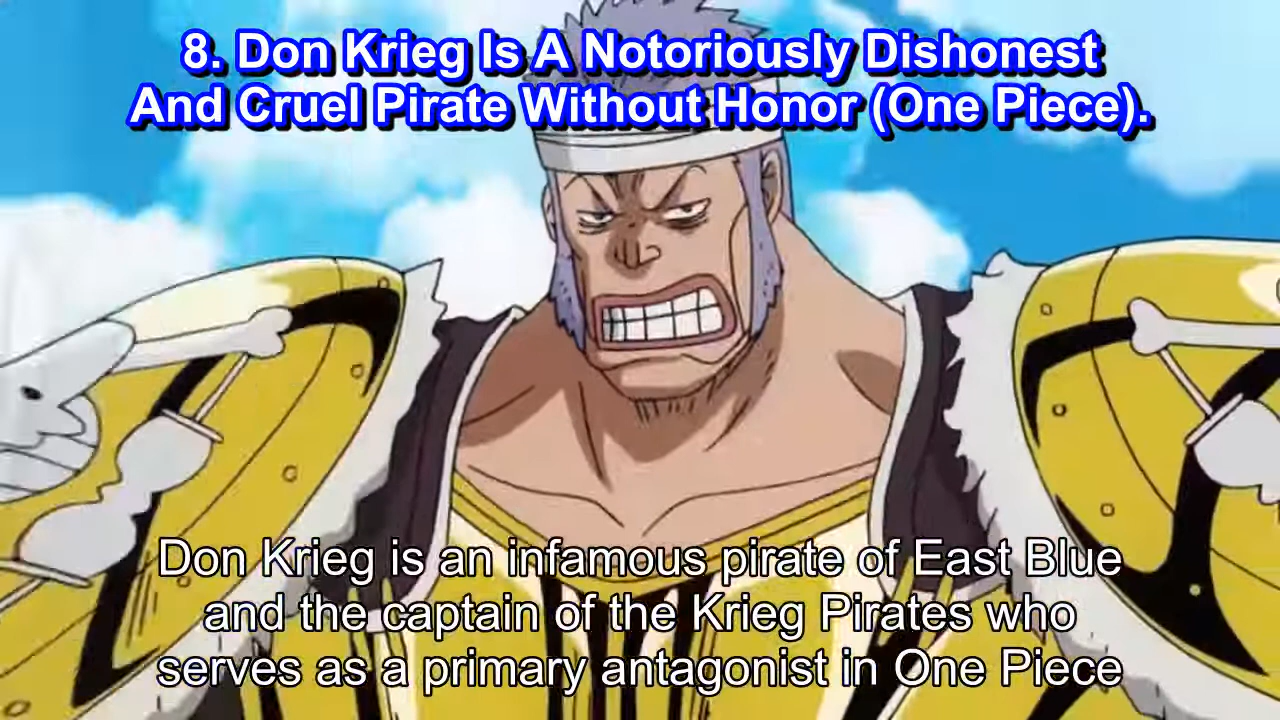 8. Don Krieg Is A Notoriously Dishonest
And Cruel Pirate Without Honor (One Piece).
Don Krieg is an infamous pirate of East Blue
and the captain of the Krieg Pirates who
serves as a primary antagonist in One Piece